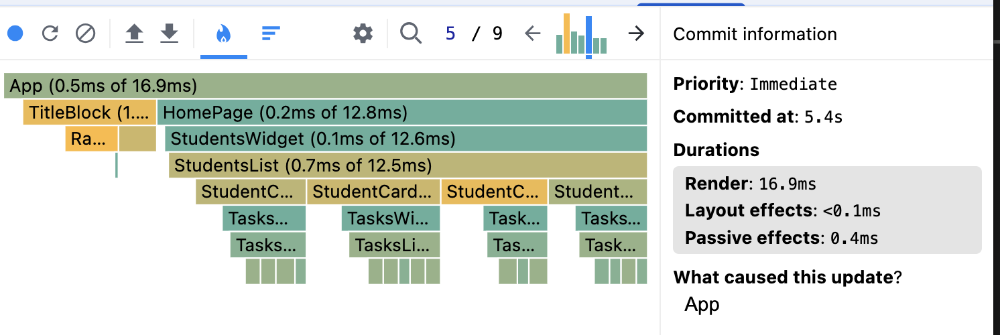 5 / 9
Commit information
App (0.5ms of 16.9ms)
TitleBlock (1....
HomePage (0.2ms of 12.8ms)
Ra...
StudentsWidget (0.1ms of 12.6ms)
StudentsList (0.7ms of 12.5ms)
StudentC...
StudentCard...
StudentC...
Student...
Tasks...
TasksWi...
Task...
Tasks...
Tasks...
TasksLi...
Tas...
Task...
Priority: Immediate
Committed at: 5.4s
Durations
Render: 16.9ms
Layout effects: <0.1ms
Passive effects: 0.4ms
What caused this update?
App